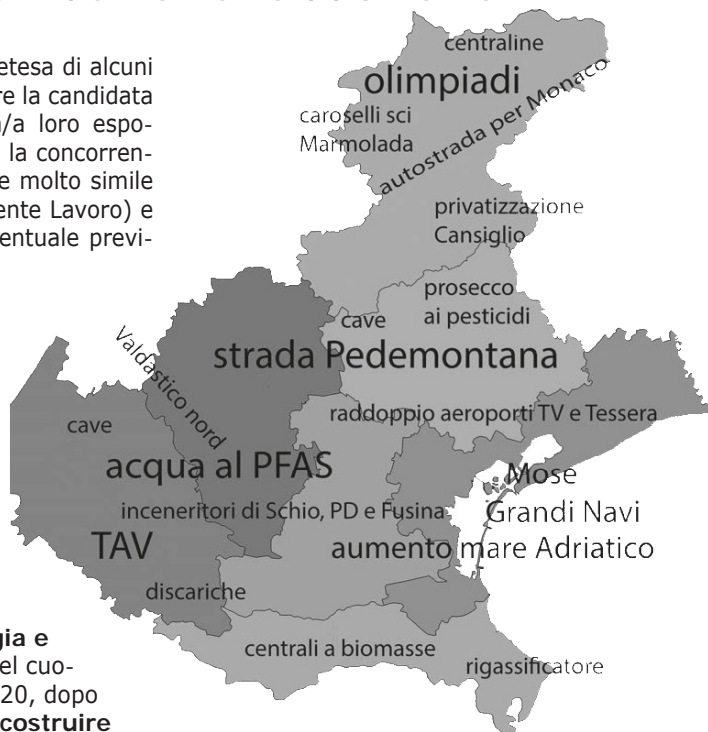 etesa di alcuni
re la candidata
/a loro espo-
la concorren-
e molto simile
ente Lavoro) e
entuale previ-
centraline
olimpiadi
caroselli sci
Marmolada
autostrada per Monaco
privatizzazione
Cansiglio
prosecco
ai pesticidi
cave
strada Pedemontana
Valdastico nord
raddoppio aeroporti TV e Tessera
cave
acqua al PFAS
Mose
inceneritori di Schio, PD e Fusina
Grandi Navi
TAV
aumento mare Adriatico
discariche
centrali a biomasse
rigassificatore
gia e
el cuo-
20, dopo
costruire